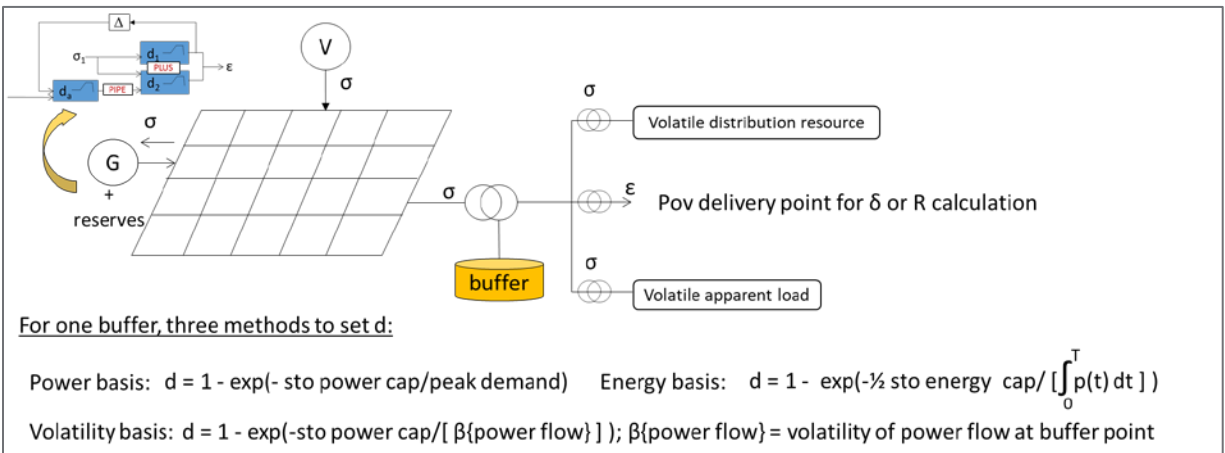 Δ
σ₁
d₁
PLUS
ε
dₐ
PIPE
d₂
V
σ
σ
G
+
reserves
σ
buffer
σ
Volatile distribution resource
ε
Pov delivery point for δ or R calculation
σ
Volatile apparent load
For one buffer, three methods to set d:
Power basis: d = 1 - exp(- sto power cap/peak demand) Energy basis: d = 1 - exp(-½ sto energy cap/ [∫₀ᵀp(t) dt ] )
Volatility basis: d = 1 - exp(-sto power cap/[ β{power flow} ] ); β{power flow} = volatility of power flow at buffer point